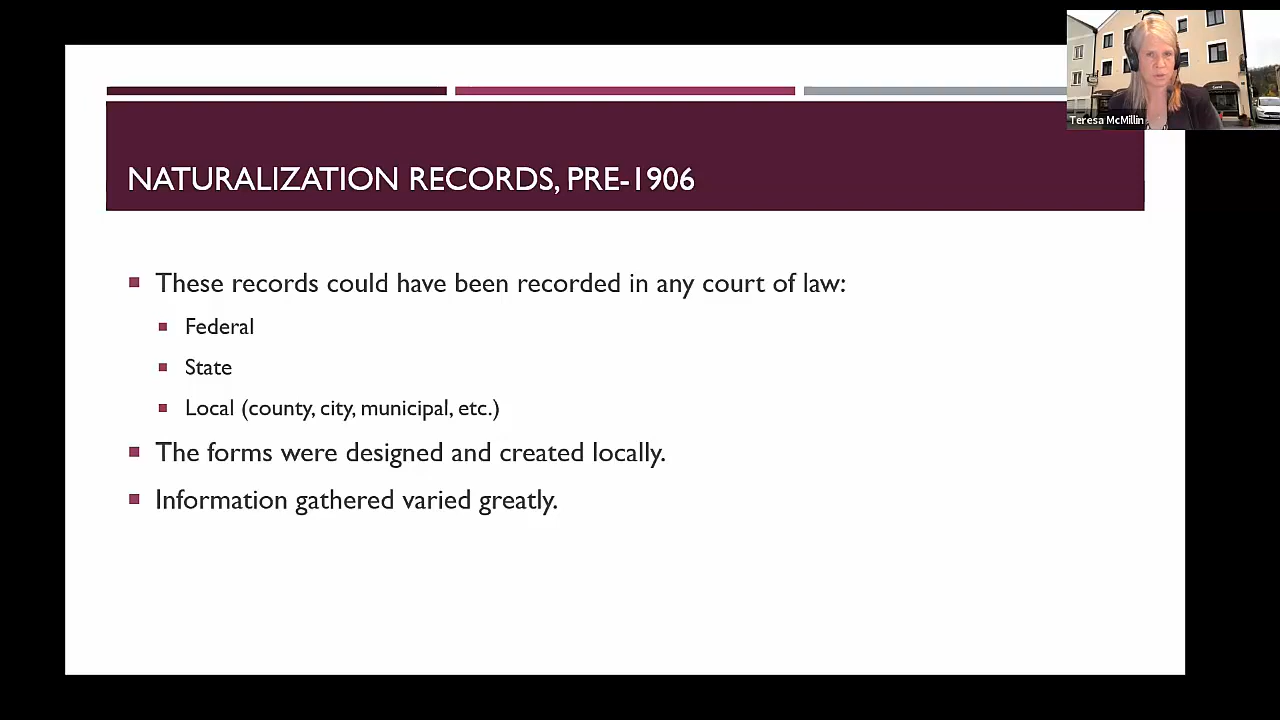 Teresa McMillin
NATURALIZATION RECORDS, PRE-1906
These records could have been recorded in any court of law:
Federal
State
Local (county, city, municipal, etc.)
The forms were designed and created locally.
Information gathered varied greatly.